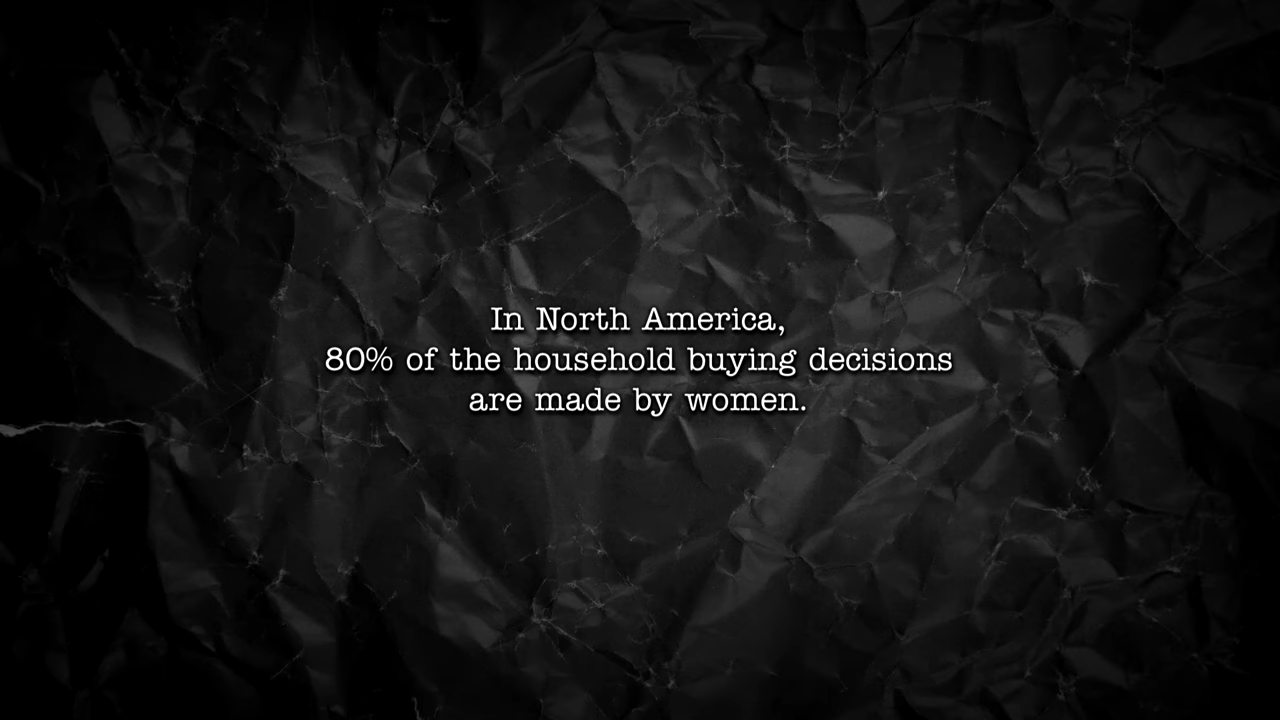 In North America,
80% of the household buying decisions
are made by women.